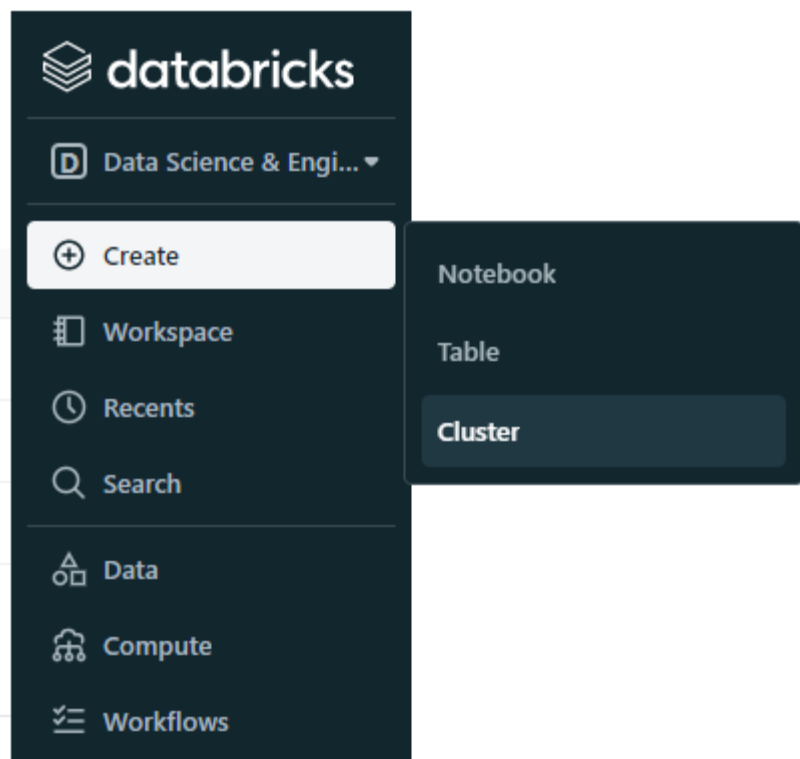 databricks
D Data Science & Engi...
Create
Workspace
Recents
Search
Data
Compute
Workflows
Notebook
Table
Cluster